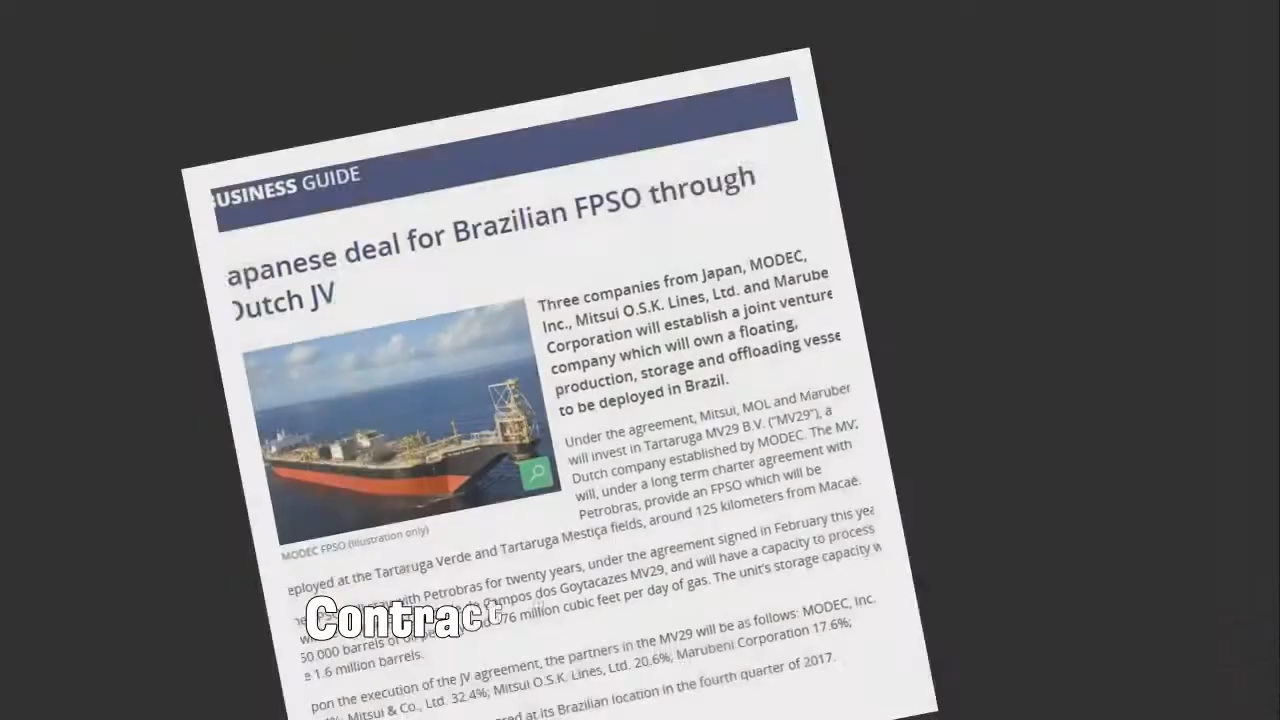 USINESS GUIDE
apanese deal for Brazilian FPSO through
Dutch JV
Three companies from Japan, MODEC,
Inc., Mitsui O.S.K. Lines, Ltd. and Marube
Corporation will establish a joint venture
company which will own a floating,
production, storage and offloading vesse
to be deployed in Brazil.
Under the agreement, Mitsui, MOL and Maruber
will invest in Tartaruga MV29 B.V. ("MV29"), a
Dutch company established by MODEC. The MV
will, under a long term charter agreement with
Petrobras, provide an FPSO which will be
MODEC FPSO (illustration only)
eployed at the Tartaruga Verde and Tartaruga Mestiça fields, around 125 kilometers from Macaé.
with Petrobras for twenty years, under the agreement signed in February this yea
Campos dos Goytacazes MV29, and will have a capacity to process
50 000 barrels of oil 76 million cubic feet per day of gas. The unit's storage capacity w
e 1.6 million barrels.
Contract
pon the execution of the JV agreement, the partners in the MV29 will be as follows: MODEC, Inc.
Mitsui & Co., Ltd. 32.4%; Mitsui O.S.K. Lines, Ltd. 20.6%; Marubeni Corporation 17.6%;
at its Brazilian location in the fourth quarter of 2017.